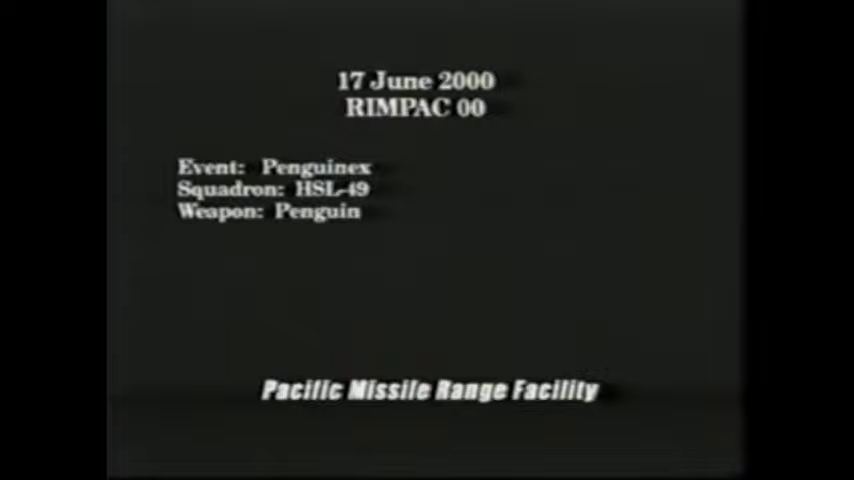 17 June 2000
RIMPAC 00
Event: Penguinex
Squadron: HSL-49
Weapon: Penguin
Pacific Missile Range Facility